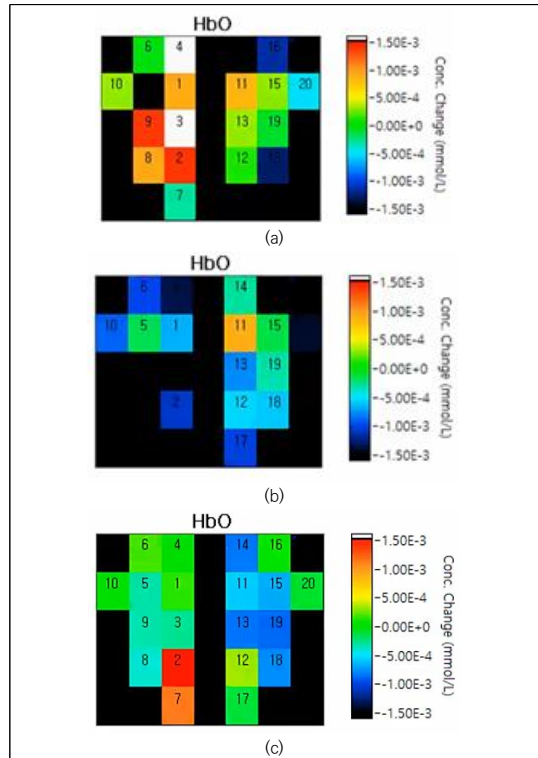 HbO
6 4 16
10 1 11 15 20
9 3 13 19
8 2 12
7
1.50E-3
1.00E-3
5.00E-4
0.00E+0
-5.00E-4
-1.00E-3
-1.50E-3
Conc. Change (mmol/L)
(a)
HbO
6 14
10 5 1 11 15
13 19
2 12 18
17
1.50E-3
1.00E-3
5.00E-4
0.00E+0
-5.00E-4
-1.00E-3
-1.50E-3
Conc. Change (mmol/L)
(b)
HbO
6 4 14 16
10 5 1 11 15 20
9 3 13 19
8 2 12 18
7 17
1.50E-3
1.00E-3
5.00E-4
0.00E+0
-5.00E-4
-1.00E-3
-1.50E-3
Conc. Change (mmol/L)
(c)